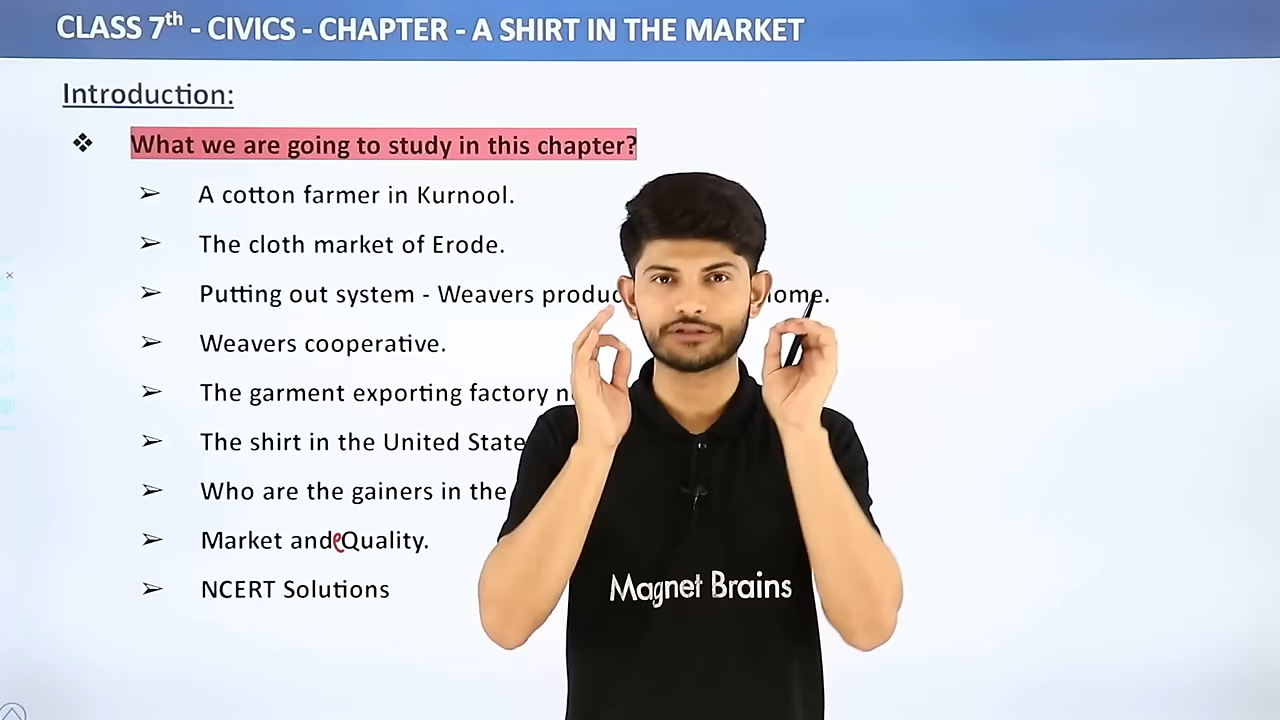 CLASS 7th - CIVICS - CHAPTER - A SHIRT IN THE MARKET
Introduction:
❖ What we are going to study in this chapter?
➢ A cotton farmer in Kurnool.
➢ The cloth market of Erode.
➢ Putting out system - Weavers produc ome.
➢ Weavers cooperative.
➢ The garment exporting factory n
➢ The shirt in the United State
➢ Who are the gainers in the
➢ Market and eQuality.
➢ NCERT Solutions
Magnet Brains